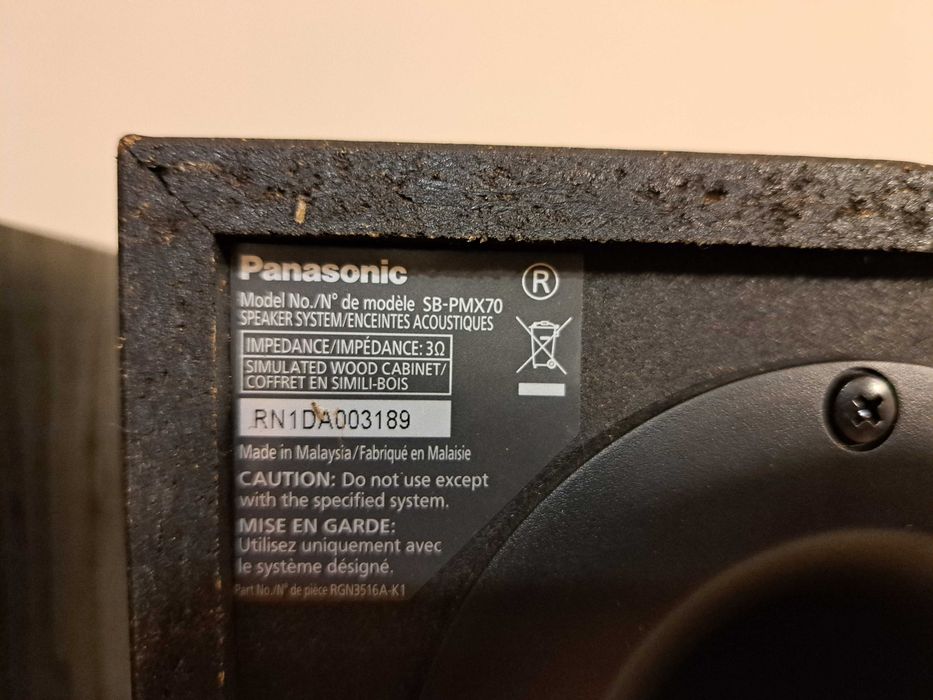 Panasonic
Ⓡ
Model No./N° de modèle SB-PMX70
SPEAKER SYSTEM/ENCEINTES ACOUSTIQUES
IMPEDANCE/IMPÉDANCE: 3Ω
SIMULATED WOOD CABINET/
COFFRET EN SIMILI-BOIS
RN1DA003189
Made in Malaysia/Fabriqué en Malaisie
CAUTION: Do not use except
with the specified system.
MISE EN GARDE:
Utilisez uniquement avec
le système désigné.
Part No./N° de pièce RGN3516A-K1